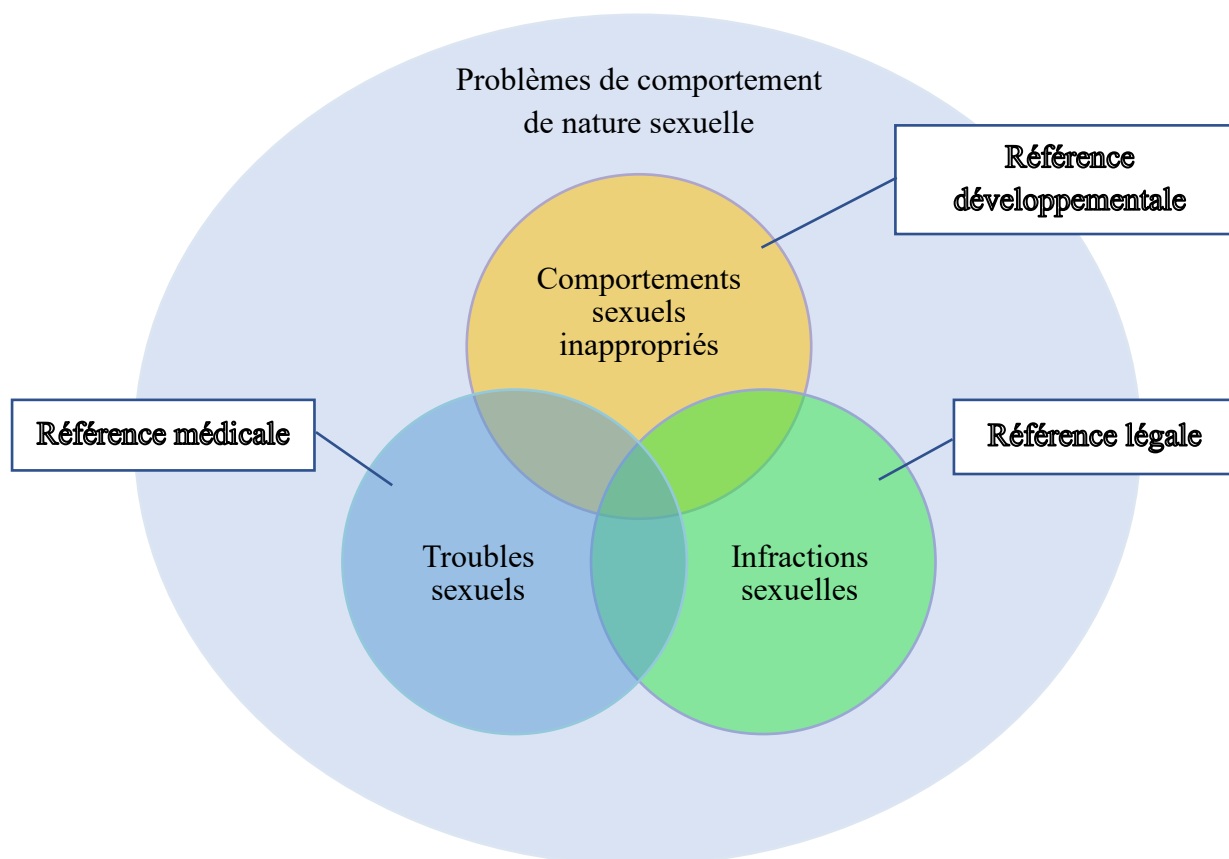 Problèmes de comportement
de nature sexuelle
Référence
développementale
Comportements
sexuels
inappropriés
Référence médicale
Référence légale
Troubles
sexuels
Infractions
sexuelles